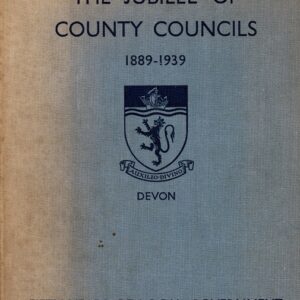 THE JUBILEE OF
COUNTY COUNCILS
1889-1939
AUXILIO DIVINO
DEVON